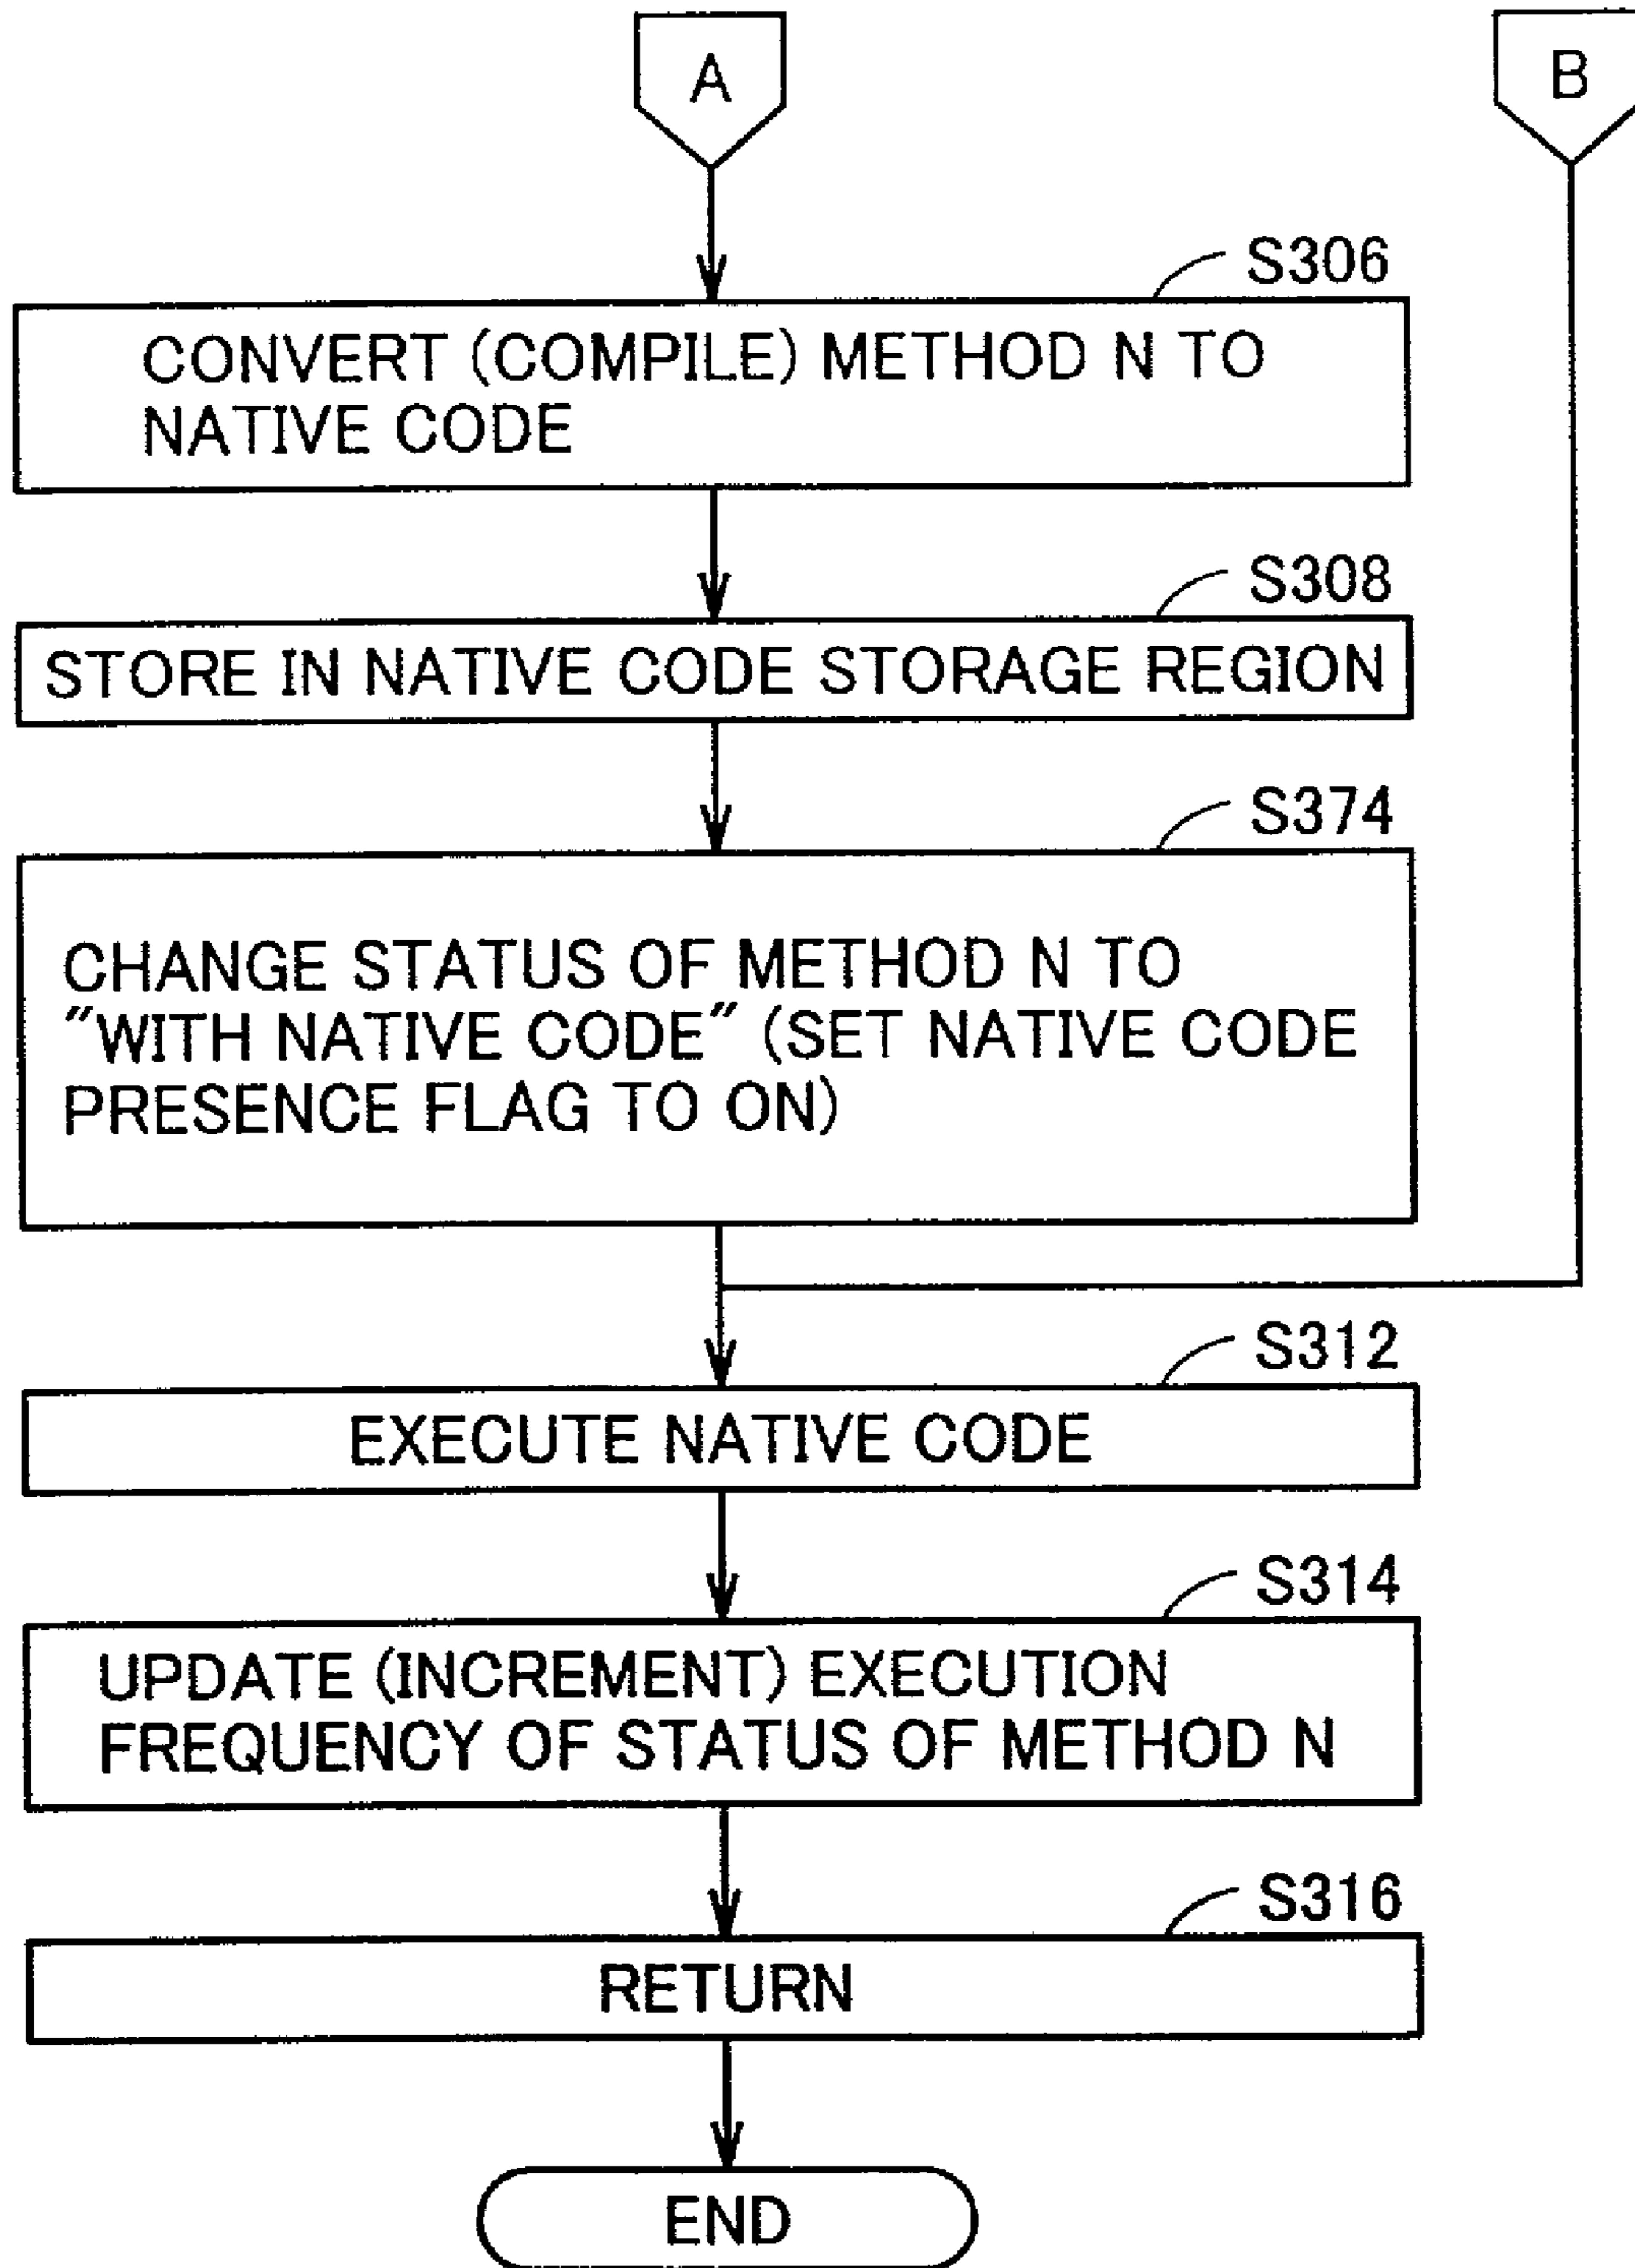 A
B
S306
CONVERT (COMPILE) METHOD N TO
NATIVE CODE
S308
STORE IN NATIVE CODE STORAGE REGION
S374
CHANGE STATUS OF METHOD N TO
"WITH NATIVE CODE" (SET NATIVE CODE
PRESENCE FLAG TO ON)
S312
EXECUTE NATIVE CODE
S314
UPDATE (INCREMENT) EXECUTION
FREQUENCY OF STATUS OF METHOD N
S316
RETURN
END